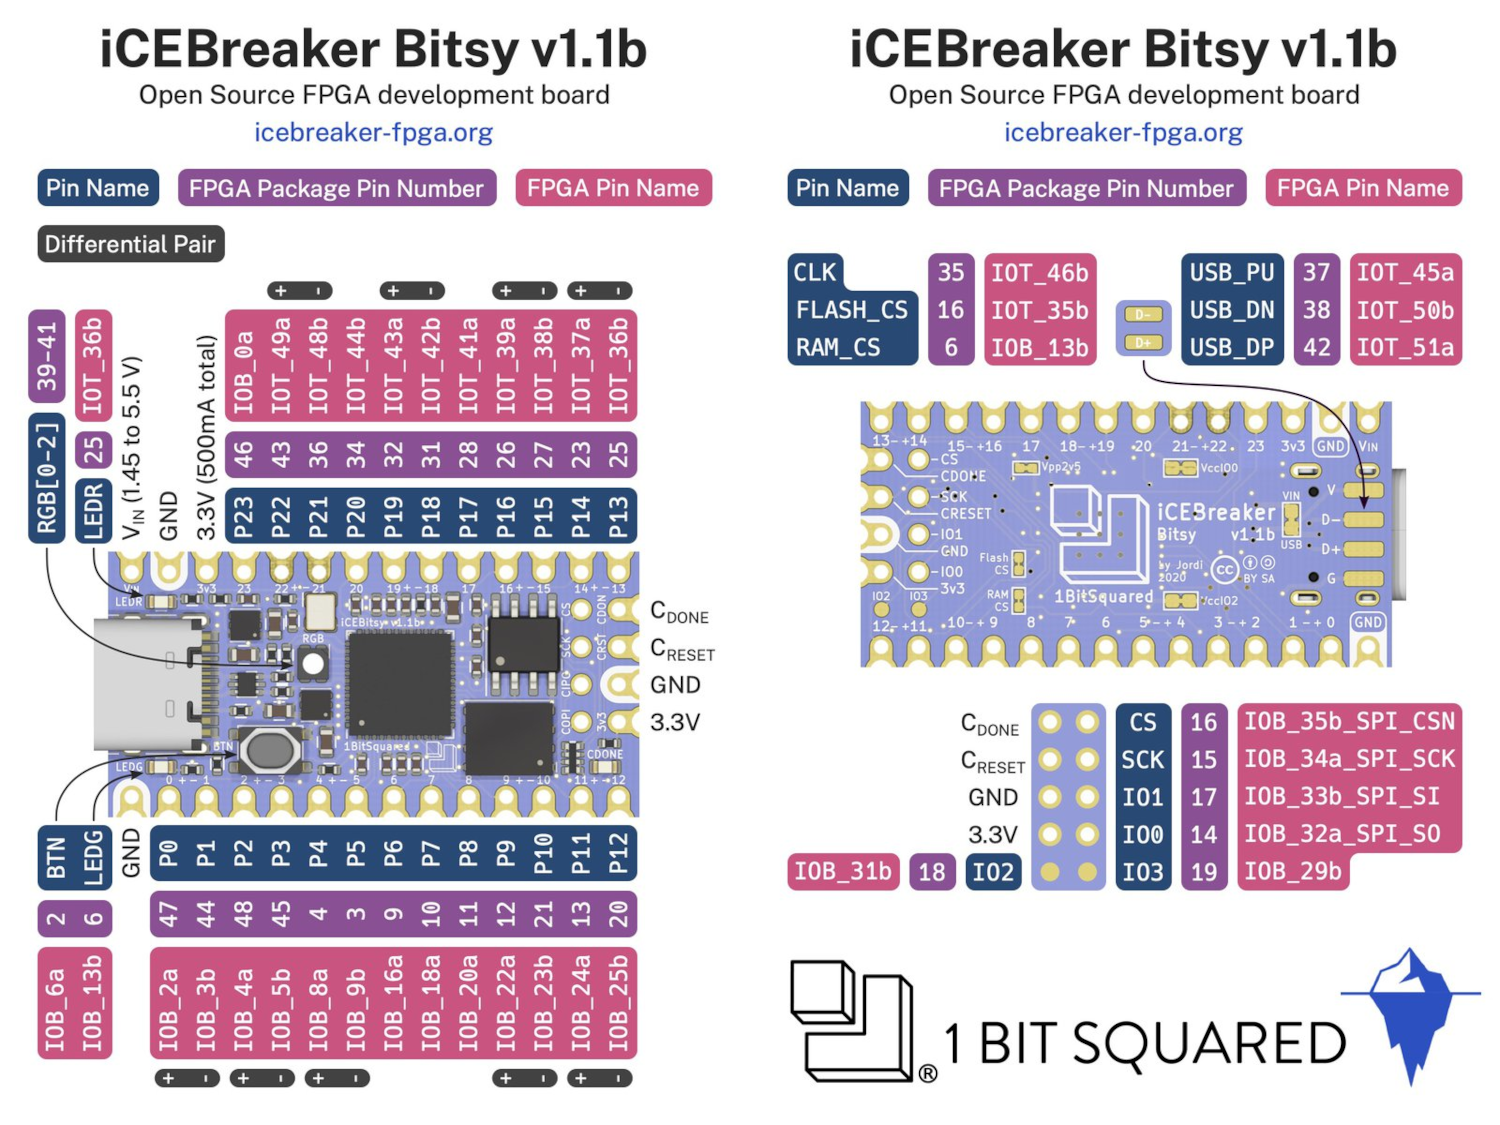 iCEBreaker Bitsy v1.1b
Open Source FPGA development board
icebreaker-fpga.org
Pin Name
FPGA Package Pin Number
FPGA Pin Name
Differential Pair
+ -
+ -
+ -
+ -
RGB[0-2] 39-41
LEDR 25 IOT_36b
VIN (1.45 to 5.5 V)
GND
3.3V (500mA total)
P23 46 IOB_0a
P22 43 IOT_49a
P21 36 IOT_48b
P20 34 IOT_44b
P19 32 IOT_43a
P18 31 IOT_42b
P17 28 IOT_41a
P16 26 IOT_39a
P15 27 IOT_38b
P14 23 IOT_37a
P13 25 IOT_36b
VIN 3v3 23 22+-21 20 19+-18 17 16+-15 14+-13
LEDR
iCEBitsy v1.1b
RGB
CS CDON
SCK CRST
CIPO
COPI 3v3
BTN
1BitSquared
CDONE
LEDG
0+-1 2+-3 4+-5 6 7 8 9+-10 11+-12
CDONE
CRESET
GND
3.3V
BTN 2 IOB_6a
LEDG 6 IOB_13b
GND
P0 47 IOB_2a
P1 44 IOB_3b
P2 48 IOB_4a
P3 45 IOB_5b
P4 4 IOB_8a
P5 3 IOB_9b
P6 9 IOB_16a
P7 10 IOB_18a
P8 11 IOB_20a
P9 12 IOB_22a
P10 21 IOB_23b
P11 13 IOB_24a
P12 20 IOB_25b
+ -
+ -
+ -
+ -
+ -
iCEBreaker Bitsy v1.1b
Open Source FPGA development board
icebreaker-fpga.org
Pin Name
FPGA Package Pin Number
FPGA Pin Name
CLK 35 IOT_46b
FLASH_CS 16 IOT_35b
RAM_CS 6 IOB_13b
D-
D+
USB_PU 37 IOT_45a
USB_DN 38 IOT_50b
USB_DP 42 IOT_51a
13-+14 15-+16 17 18-+19 20 21-+22 23 3v3 GND VIN
CS
CDONE
SCK
CRESET
IO1
GND
IO0
3v3
IO2 IO3
Vpp2v5
VccIO0
Flash CS
RAM CS
iCEBreaker
Bitsy v1.1b
by Jordi
2020
CC BY SA
1BitSquared
VccIO2
VIN
USB
V
D-
D+
G
12-+11 10-+9 8 7 6 5-+4 3-+2 1-+0 GND
CDONE CS 16 IOB_35b_SPI_CSN
CRESET SCK 15 IOB_34a_SPI_SCK
GND IO1 17 IOB_33b_SPI_SI
3.3V IO0 14 IOB_32a_SPI_SO
IOB_31b 18 IO2 IO3 19 IOB_29b
® 1 BIT SQUARED